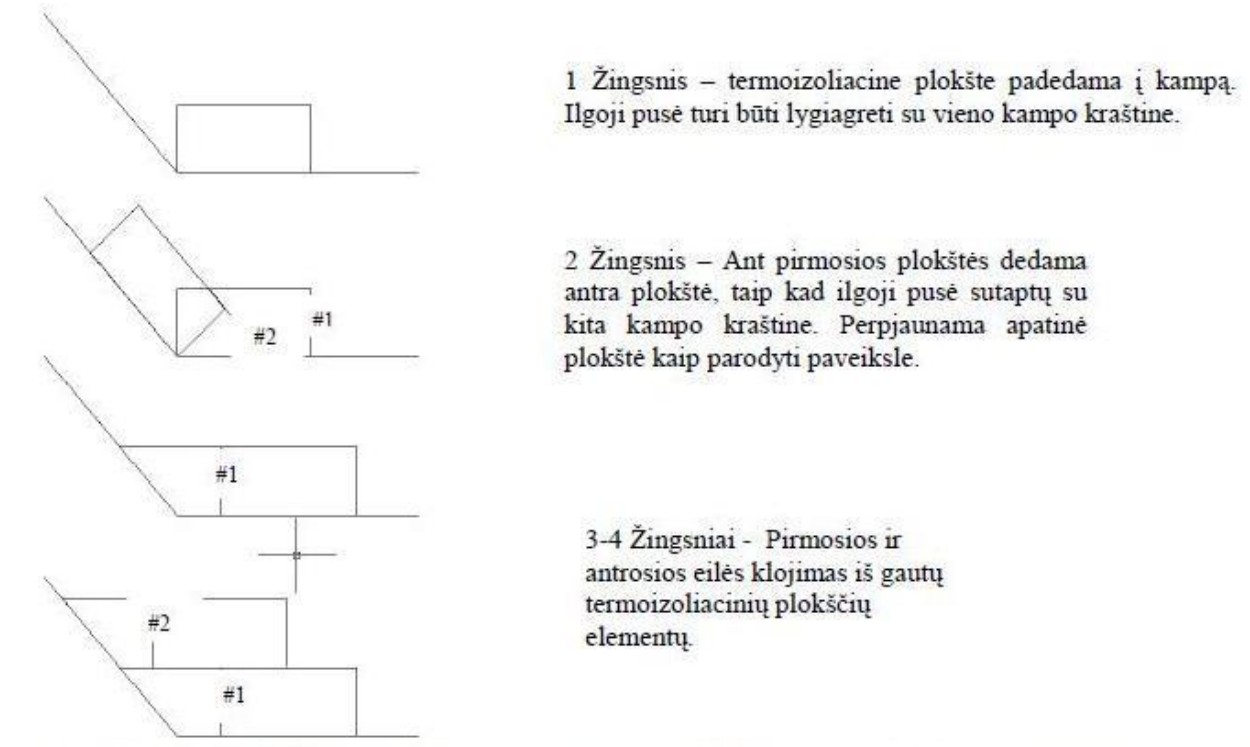 1 Žingsnis – termoizoliacine plokšte padedama į kampą.
Ilgoji pusė turi būti lygiagreti su vieno kampo kraštine.
2 Žingsnis – Ant pirmosios plokštės dedama
antra plokštė, taip kad ilgoji pusė sutaptų su
kita kampo kraštine. Perpjaunama apatinė
plokštė kaip parodyti paveiksle.
#1
#2
#1
3-4 Žingsniai - Pirmosios ir
antrosios eilės klojimas iš gautų
termoizoliacinių plokščių
elementų.
#2
#1